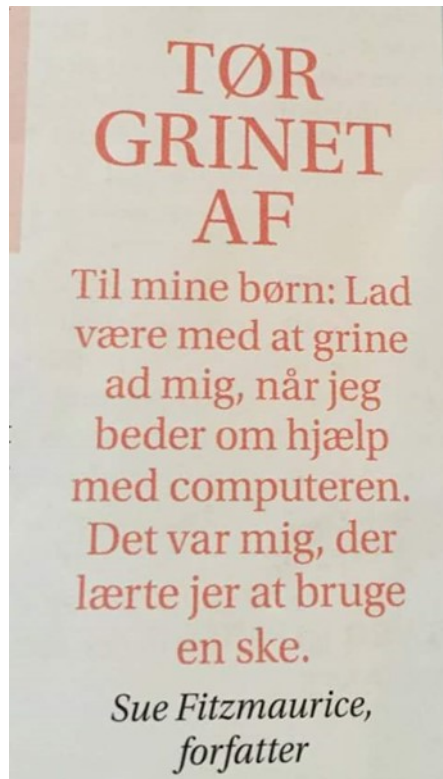 TØR
GRINET
AF
Til mine børn: Lad
være med at grine
ad mig, når jeg
beder om hjælp
med computeren.
Det var mig, der
lærte jer at bruge
en ske.
Sue Fitzmaurice,
forfatter